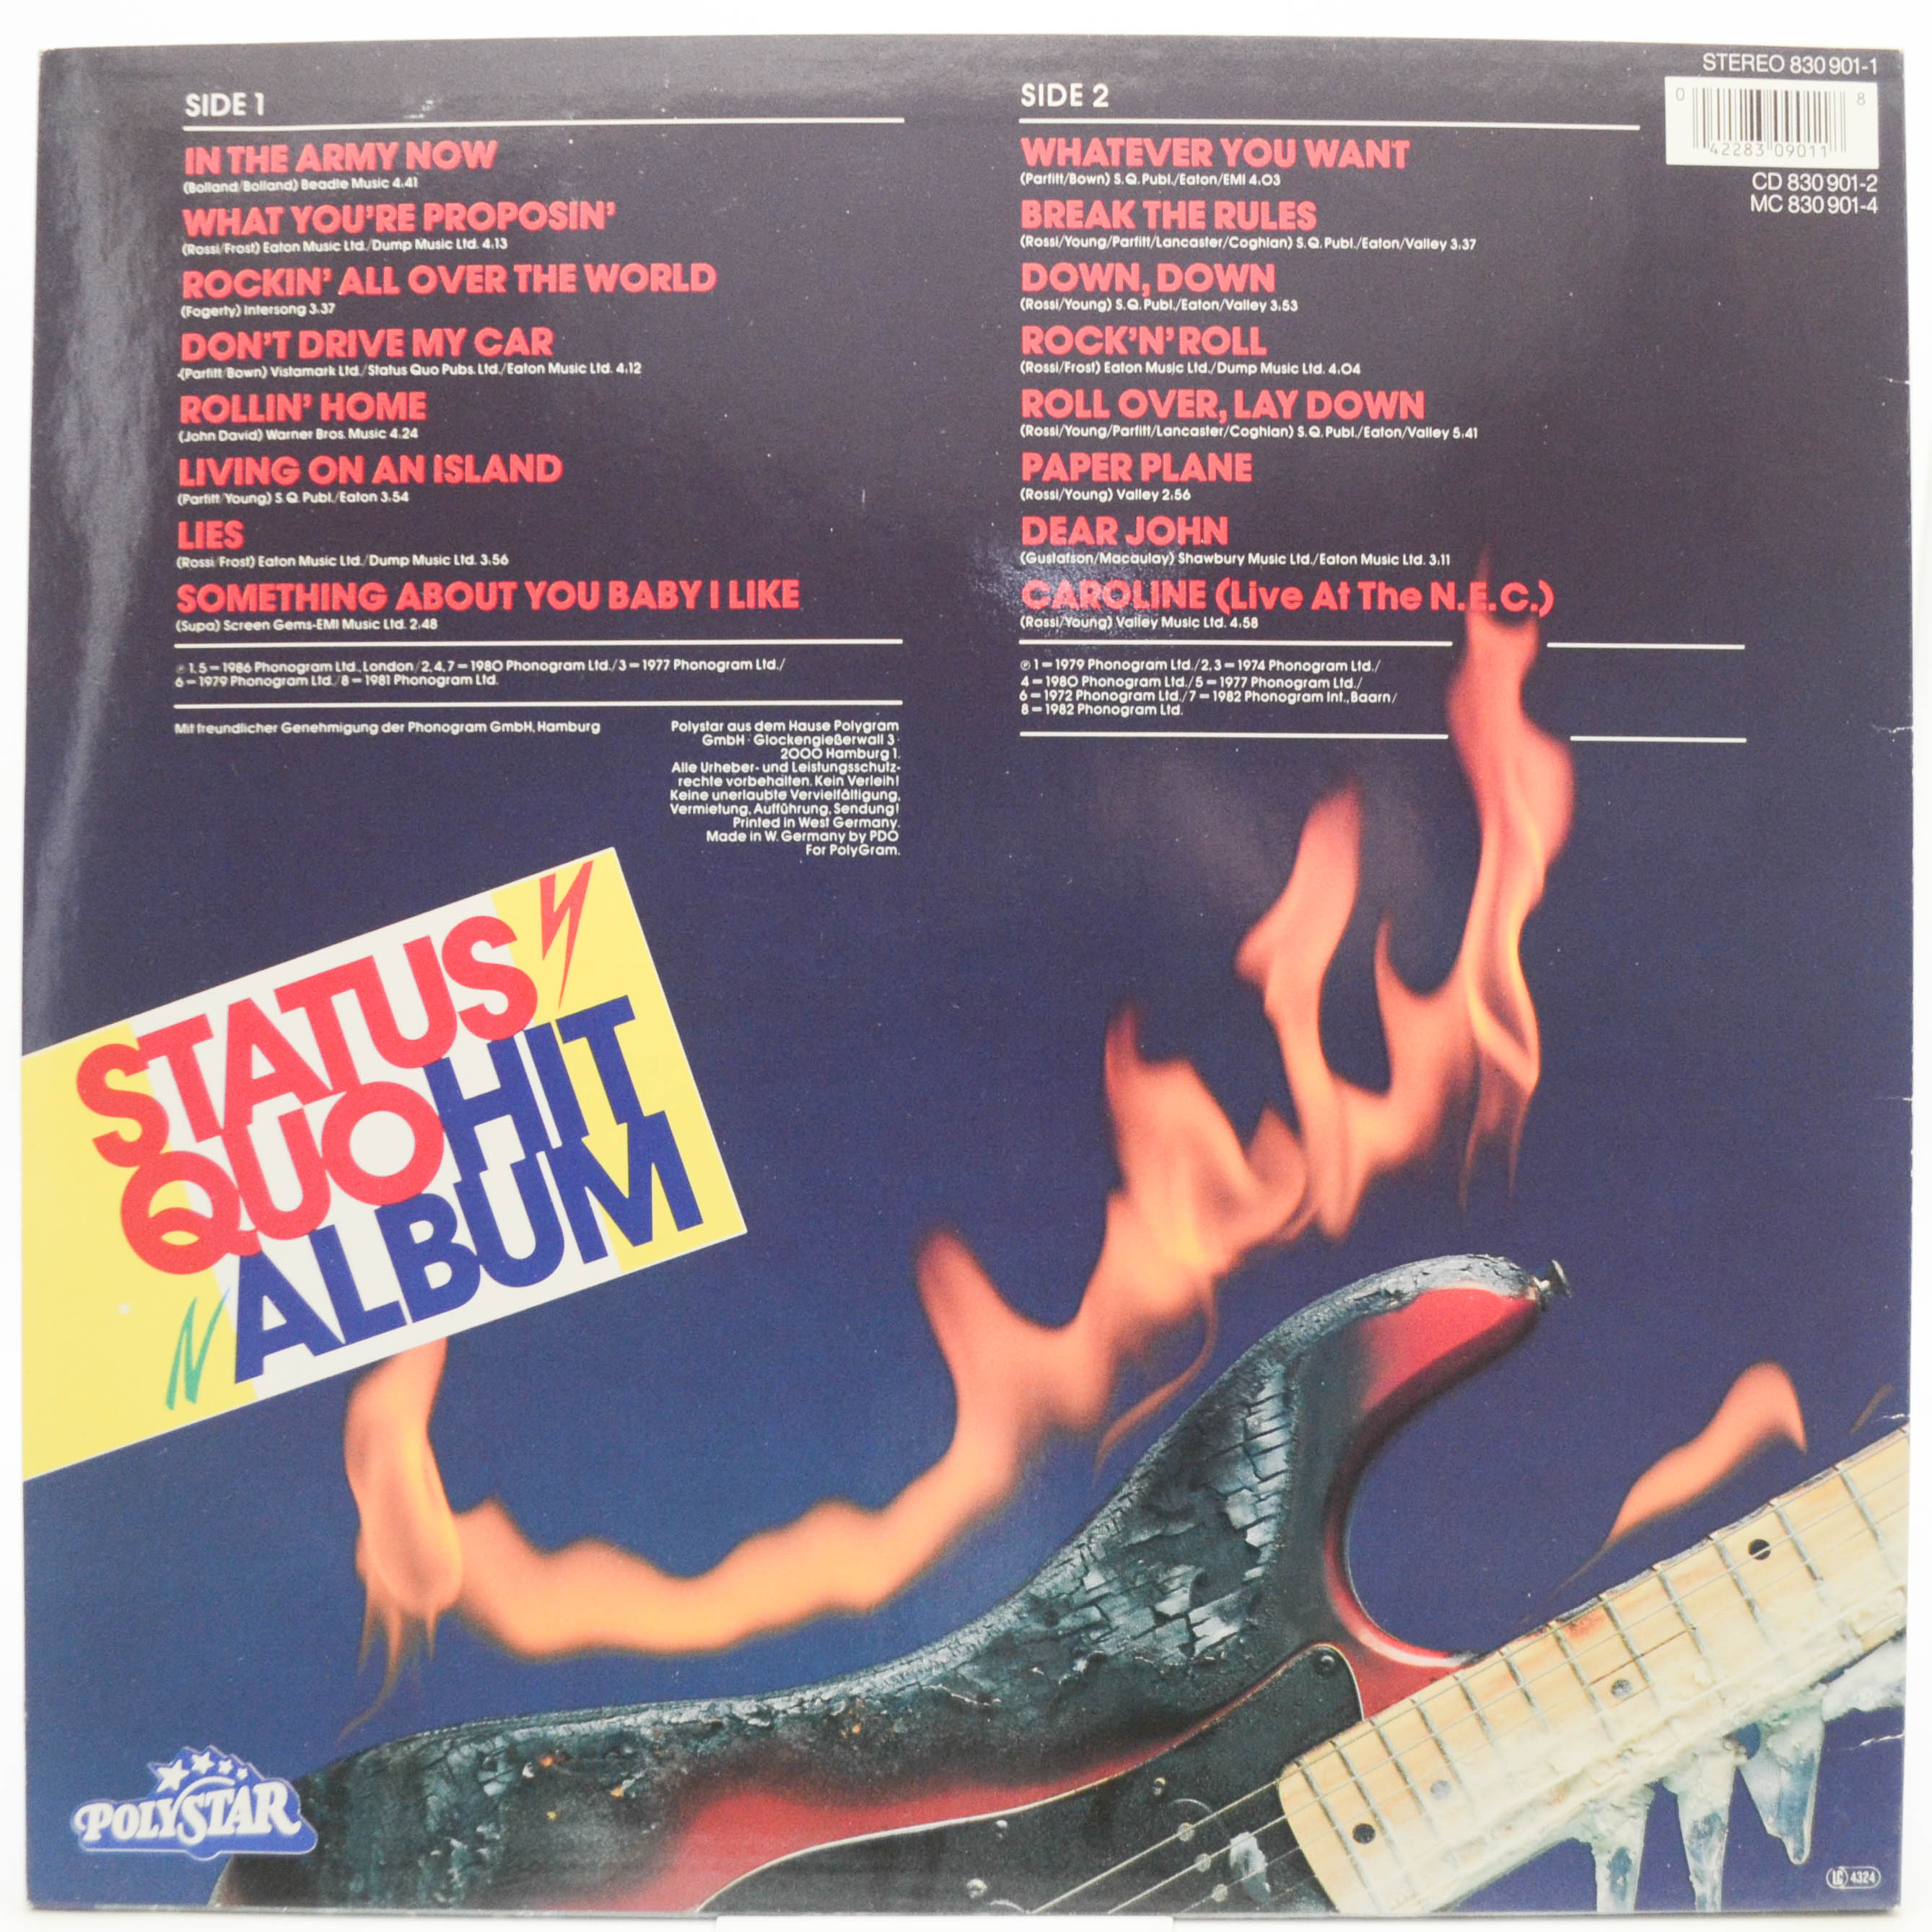 STEREO 830 901-1
0 42283 09011 8
CD 830 901-2
MC 830 901-4
SIDE 1
IN THE ARMY NOW
(Bolland/Bolland) Beadle Music 4.41
WHAT YOU'RE PROPOSIN'
(Rossi/Frost) Eaton Music Ltd./Dump Music Ltd. 4.13
ROCKIN' ALL OVER THE WORLD
(Fogerty) Intersong 3.37
DON'T DRIVE MY CAR
(Parfitt/Bown) Vistamark Ltd./Status Quo Pubs. Ltd./Eaton Music Ltd. 4.12
ROLLIN' HOME
(John David) Warner Bros. Music 4.24
LIVING ON AN ISLAND
(Parfitt/Young) S.Q. Publ./Eaton 3.54
LIES
(Rossi/Frost) Eaton Music Ltd./Dump Music Ltd. 3.56
SOMETHING ABOUT YOU BABY I LIKE
(Supa) Screen Gems-EMI Music Ltd. 2.48
℗ 1,5 – 1986 Phonogram Ltd., London/2,4,7 – 1980 Phonogram Ltd./3 – 1977 Phonogram Ltd./
6 – 1979 Phonogram Ltd./8 – 1981 Phonogram Ltd.
Mit freundlicher Genehmigung der Phonogram GmbH, Hamburg
Polystar aus dem Hause Polygram
GmbH · Glockengießerwall 3 ·
2000 Hamburg 1.
Alle Urheber- und Leistungsschutz-
rechte vorbehalten. Kein Verleih!
Keine unerlaubte Vervielfältigung,
Vermietung, Aufführung, Sendung!
Printed in West Germany.
Made in W. Germany by PDO
For PolyGram.
SIDE 2
WHATEVER YOU WANT
(Parfitt/Bown) S.Q. Publ./Eaton/EMI 4.03
BREAK THE RULES
(Rossi/Young/Parfitt/Lancaster/Coghlan) S.Q. Publ./Eaton/Valley 3.37
DOWN, DOWN
(Rossi/Young) S.Q. Publ./Eaton/Valley 3.53
ROCK'N'ROLL
(Rossi/Frost) Eaton Music Ltd./Dump Music Ltd. 4.04
ROLL OVER, LAY DOWN
(Rossi/Young/Parfitt/Lancaster/Coghlan) S.Q. Publ./Eaton/Valley 5.41
PAPER PLANE
(Rossi/Young) Valley 2.56
DEAR JOHN
(Gustafson/Macaulay) Shawbury Music Ltd./Eaton Music Ltd. 3.11
CAROLINE (Live At The N.E.C.)
(Rossi/Young) Valley Music Ltd. 4.58
℗ 1 – 1979 Phonogram Ltd./2,3 – 1974 Phonogram Ltd./
4 – 1980 Phonogram Ltd./5 – 1977 Phonogram Ltd./
6 – 1972 Phonogram Ltd./7 – 1982 Phonogram Int., Baarn/
8 – 1982 Phonogram Ltd.
STATUS
QUO HIT
ALBUM
POLYSTAR
LC 4324